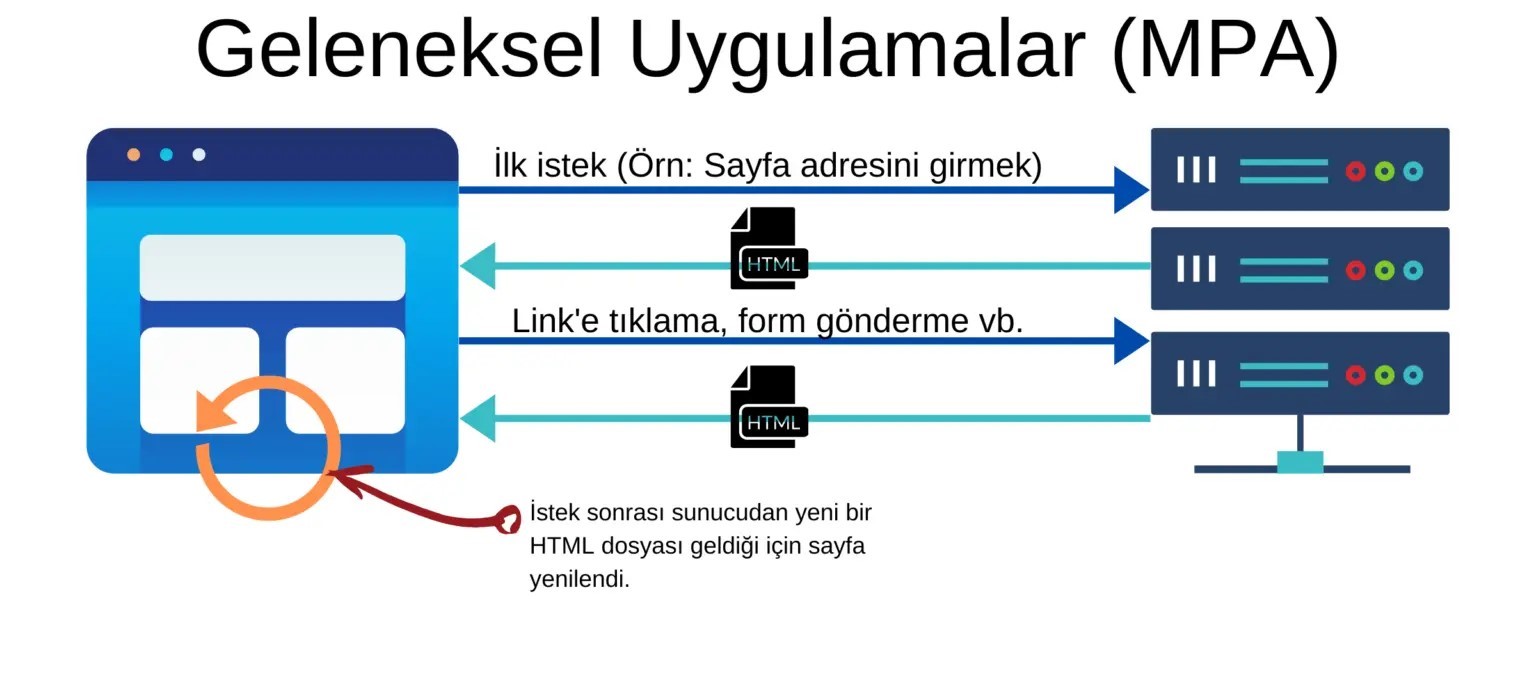 Geleneksel Uygulamalar (MPA)
İlk istek (Örn: Sayfa adresini girmek)
HTML
Link'e tıklama, form gönderme vb.
HTML
İstek sonrası sunucudan yeni bir
HTML dosyası geldiği için sayfa
yenilendi.